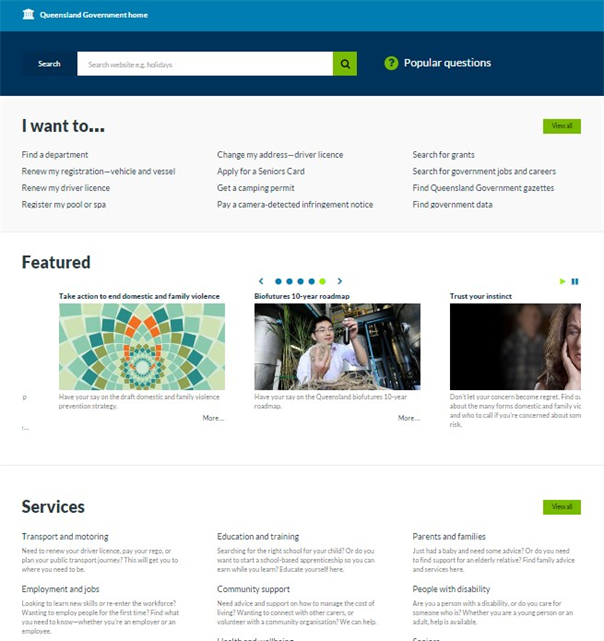 Queensland Government home
Search
Search website e.g. holidays
? Popular questions
I want to...
View all
Find a department
Change my address—driver licence
Search for grants
Renew my registration—vehicle and vessel
Apply for a Seniors Card
Search for government jobs and careers
Renew my driver licence
Get a camping permit
Find Queensland Government gazettes
Register my pool or spa
Pay a camera-detected infringement notice
Find government data
Featured
Take action to end domestic and family violence
Have your say on the draft domestic and family violence
prevention strategy.
More...
Biofutures 10-year roadmap
Have your say on the Queensland biofutures 10-year
roadmap.
More...
Trust your instinct
Don't let your concern become regret. Find ou
about the many forms domestic and family vic
and who to call if you're concerned about som
risk.
Services
View all
Transport and motoring
Need to renew your driver licence, pay your rego, or
plan your public transport journey? This will get you to
where you need to be.
Education and training
Searching for the right school for your child? Or do you
want to start a school-based apprenticeship so you can
earn while you learn? Educate yourself here.
Parents and families
Just had a baby and need some advice? Or do you need
to find support for an elderly relative? Find family advice
and services here.
Employment and jobs
Looking to learn new skills or re-enter the workforce?
Wanting to employ people for the first time? Find what
you need to know—whether you're an employer or an
employee.
Community support
Need advice and support on how to manage the cost of
living? Wanting to connect with other carers, or
volunteer with a community organisation? We can help.
People with disability
Are you a person with a disability, or do you care for
someone who is? Whether you are a young person or an
adult, help is available.
Health and wellbeing
Seniors